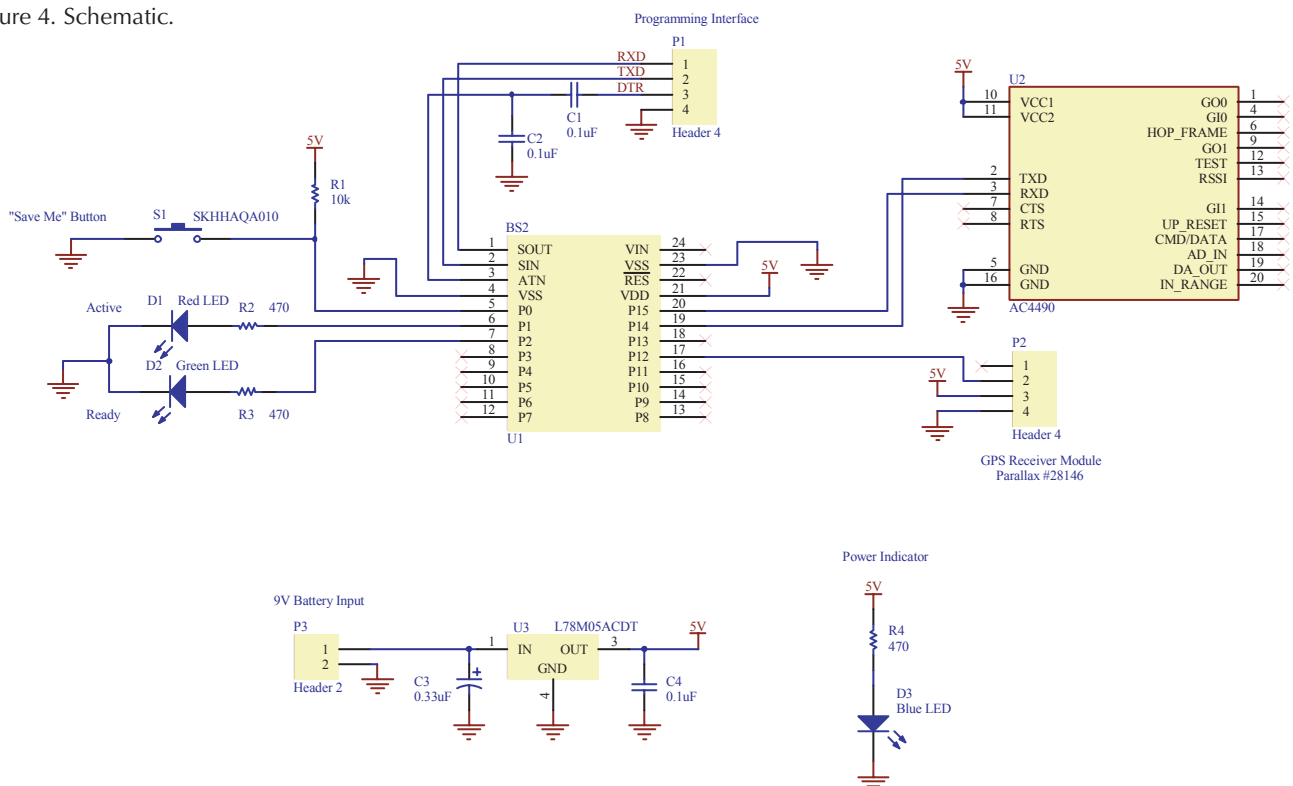 ure 4. Schematic.
Programming Interface
P1
RXD
TXD
DTR
1
2
3
4
Header 4
C1
0.1uF
C2
0.1uF
5V
R1
10k
"Save Me" Button
S1
SKHHAQA010
Active
D1
Red LED
R2
470
D2
Green LED
Ready
R3
470
BS2
1 SOUT VIN 24
2 SIN VSS 23
3 ATN RES 22
4 VSS VDD 21
5 P0 P15 20
6 P1 P14 19
7 P2 P13 18
8 P3 P12 17
9 P4 P11 16
10 P5 P10 15
11 P6 P9 14
12 P7 P8 13
U1
5V
5V
U2
10 VCC1 GO0 1
11 VCC2 GI0 4
HOP_FRAME 6
GO1 9
TEST 12
2 TXD RSSI 13
3 RXD
7 CTS GI1 14
8 RTS UP_RESET 15
CMD/DATA 17
AD_IN 18
5 GND DA_OUT 19
16 GND IN_RANGE 20
AC4490
P2
5V
1
2
3
4
Header 4
GPS Receiver Module
Parallax #28146
9V Battery Input
P3
1
2
Header 2
C3
+
0.33uF
U3
L78M05ACDT
1 IN OUT 3
GND
4
5V
C4
0.1uF
Power Indicator
5V
R4
470
D3
Blue LED